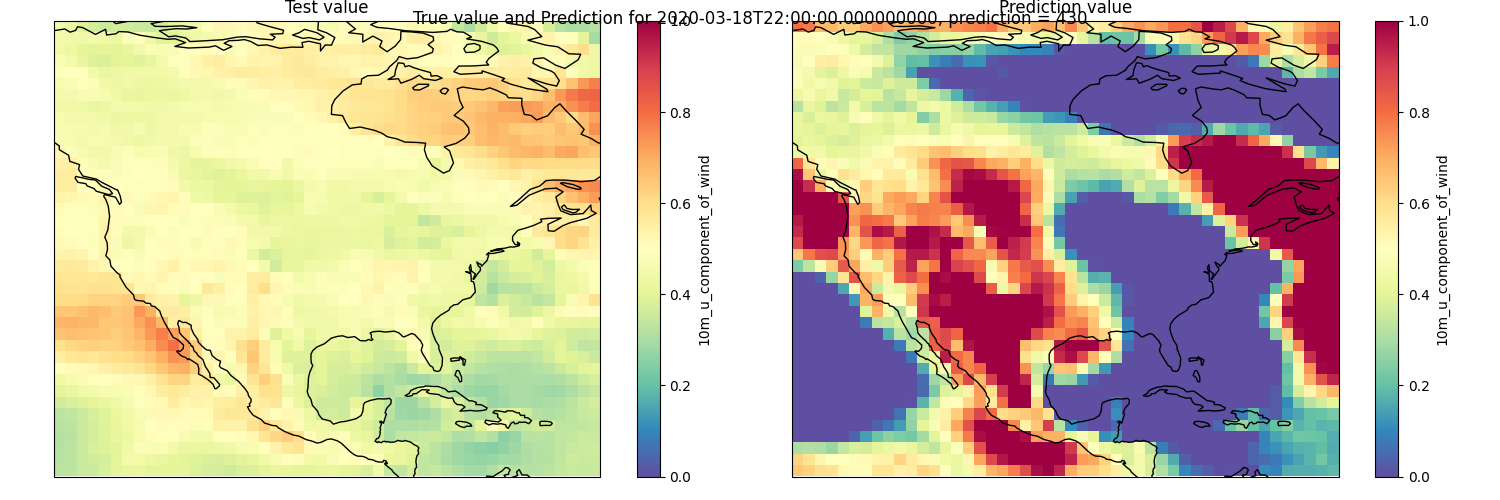 Test value
True value and Prediction for 2020-03-18T22:00:00.000000000, prediction = 430
Prediction value
1.0
0.8
0.6
0.4
0.2
0.0
10m_u_component_of_wind
1.0
0.8
0.6
0.4
0.2
0.0
10m_u_component_of_wind